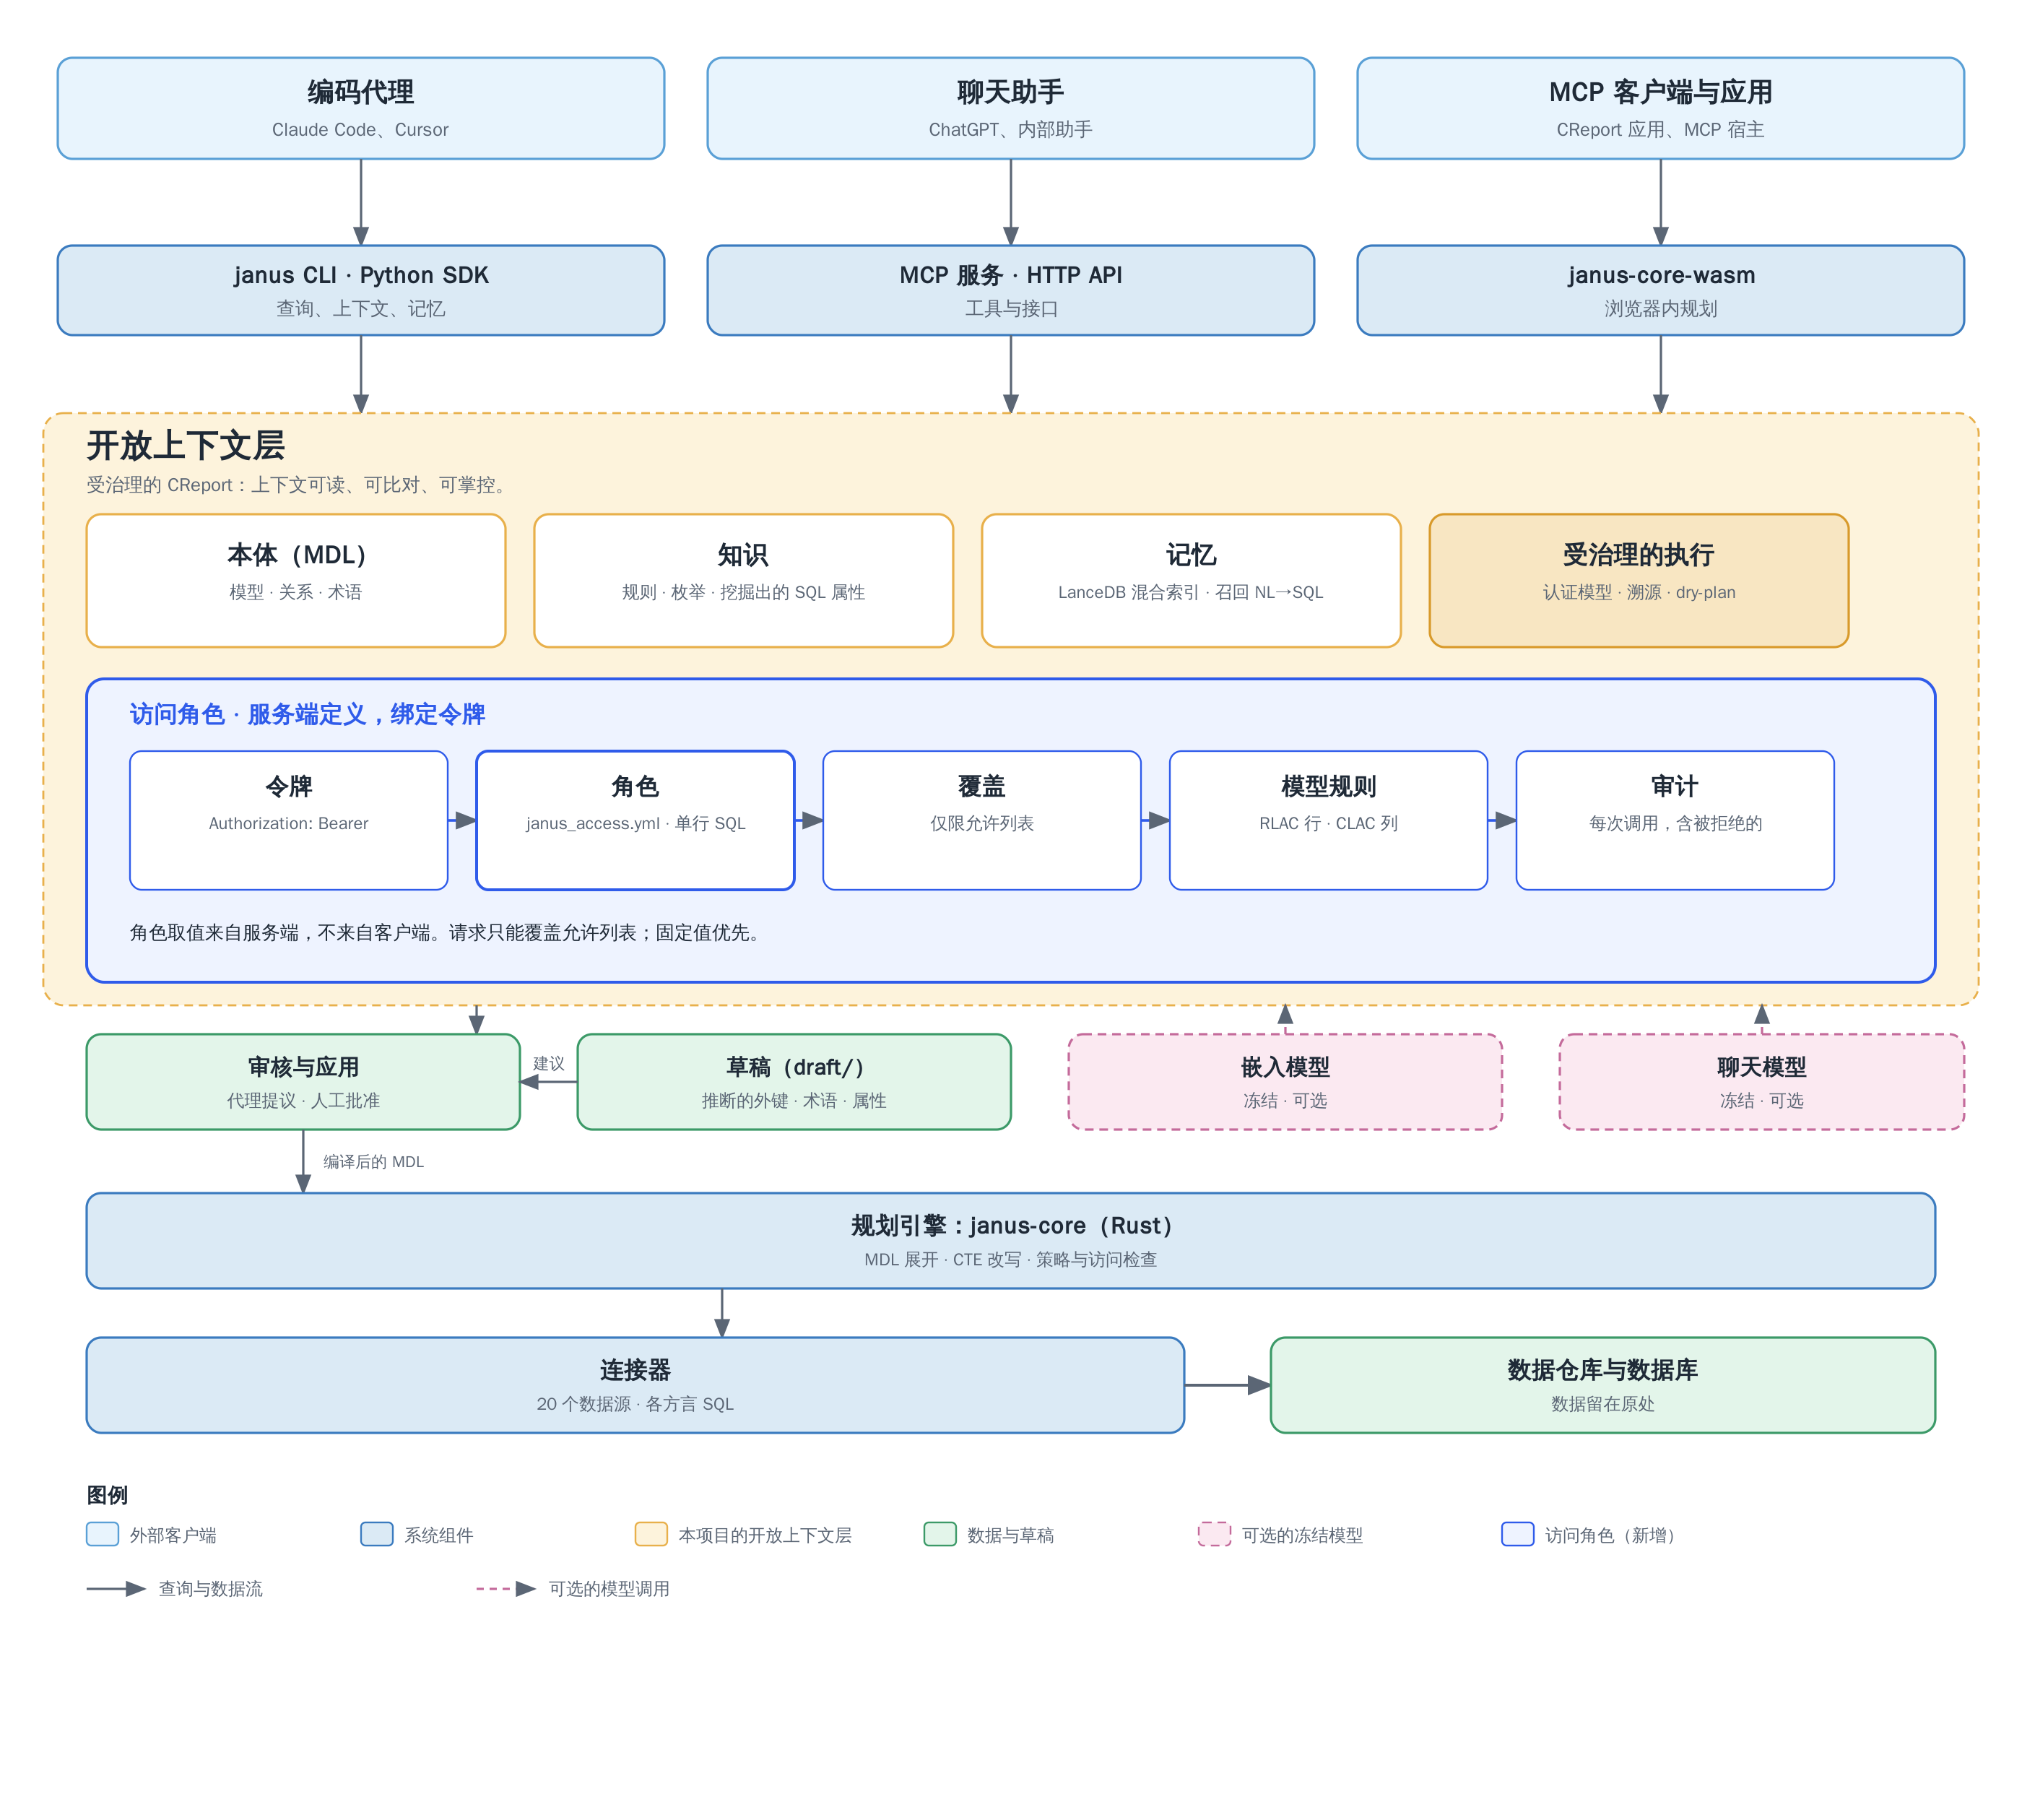 编码代理
Claude Code、Cursor
聊天助手
ChatGPT、内部助手
MCP 客户端与应用
CReport 应用、MCP 宿主
janus CLI · Python SDK
查询、上下文、记忆
MCP 服务 · HTTP API
工具与接口
janus-core-wasm
浏览器内规划
开放上下文层
受治理的 CReport：上下文可读、可比对、可掌控。
本体（MDL）
模型 · 关系 · 术语
知识
规则 · 枚举 · 挖掘出的 SQL 属性
记忆
LanceDB 混合索引 · 召回 NL→SQL
受治理的执行
认证模型 · 溯源 · dry-plan
访问角色 · 服务端定义，绑定令牌
令牌
Authorization: Bearer
角色
janus_access.yml · 单行 SQL
覆盖
仅限允许列表
模型规则
RLAC 行 · CLAC 列
审计
每次调用，含被拒绝的
角色取值来自服务端，不来自客户端。请求只能覆盖允许列表；固定值优先。
审核与应用
代理提议 · 人工批准
建议
草稿（draft/）
推断的外键 · 术语 · 属性
嵌入模型
冻结 · 可选
聊天模型
冻结 · 可选
编译后的 MDL
规划引擎：janus-core（Rust）
MDL 展开 · CTE 改写 · 策略与访问检查
连接器
20 个数据源 · 各方言 SQL
数据仓库与数据库
数据留在原处
图例
外部客户端
系统组件
本项目的开放上下文层
数据与草稿
可选的冻结模型
访问角色（新增）
查询与数据流
可选的模型调用